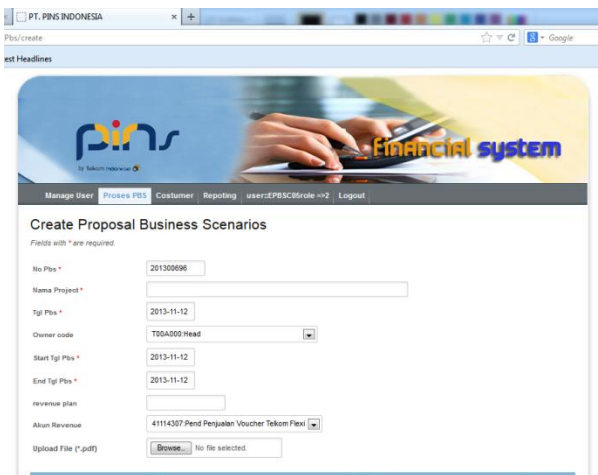 PT. PINS INDONESIA
Pbs/create
Google
est Headlines
pins
by Telkom Indonesia
financial system
Manage User Proses PBS Costumer Repoting user::EPBSC05role =>2 Logout
Create Proposal Business Scenarios
Fields with * are required.
No Pbs * 201300696
Nama Project *
Tgl Pbs * 2013-11-12
Owner code T00A000:Head
Start Tgl Pbs * 2013-11-12
End Tgl Pbs * 2013-11-12
revenue plan
Akun Revenue 41114307:Pend Penjualan Voucher Telkom Flexi
Upload File (*.pdf) Browse... No file selected.